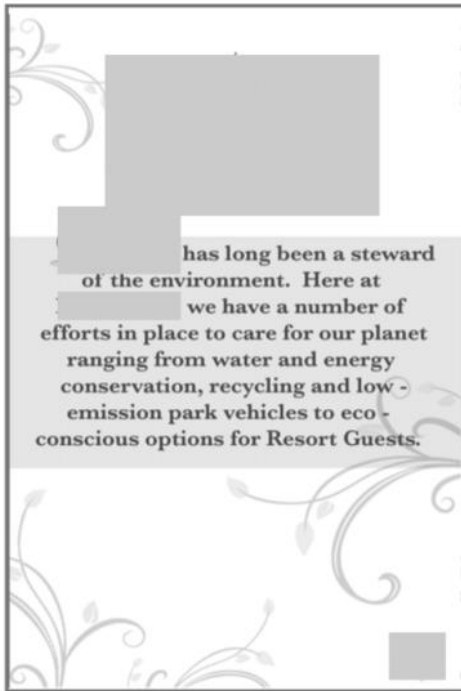 has long been a steward
of the environment. Here at
we have a number of
efforts in place to care for our planet
ranging from water and energy
conservation, recycling and low -
emission park vehicles to eco -
conscious options for Resort Guests.